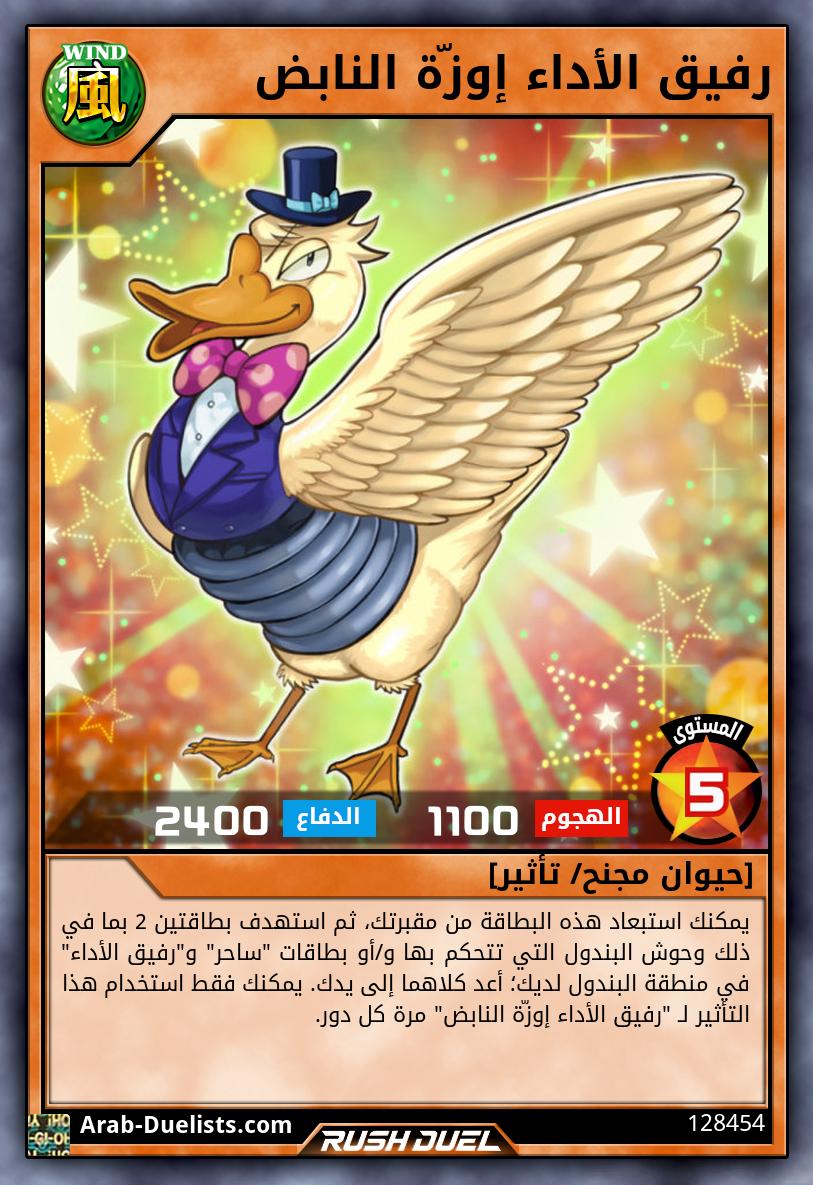 WIND
風
رفيق الأداء إوزّة النابض
المستوى
5
الهجوم 1100 الدفاع 2400
[حيوان مجنح/ تأثير]
يمكنك استبعاد هذه البطاقة من مقبرتك، ثم استهدف بطاقتين 2 بما في
ذلك وحوش البندول التي تتحكم بها و/أو بطاقات "ساحر" و"رفيق الأداء"
في منطقة البندول لديك؛ أعد كلاهما إلى يدك. يمكنك فقط استخدام هذا
التأثير لـ "رفيق الأداء إوزّة النابض" مرة كل دور.
Arab-Duelists.com
RUSH DUEL
128454